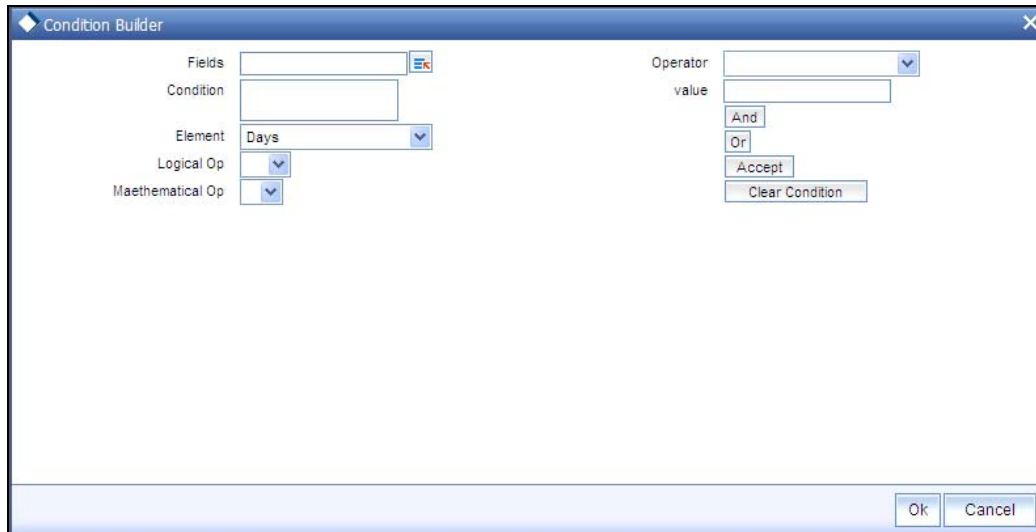 Condition Builder
Fields
Operator
Condition
value
And
Element Days
Or
Logical Op
Accept
Maethematical Op
Clear Condition
Ok Cancel